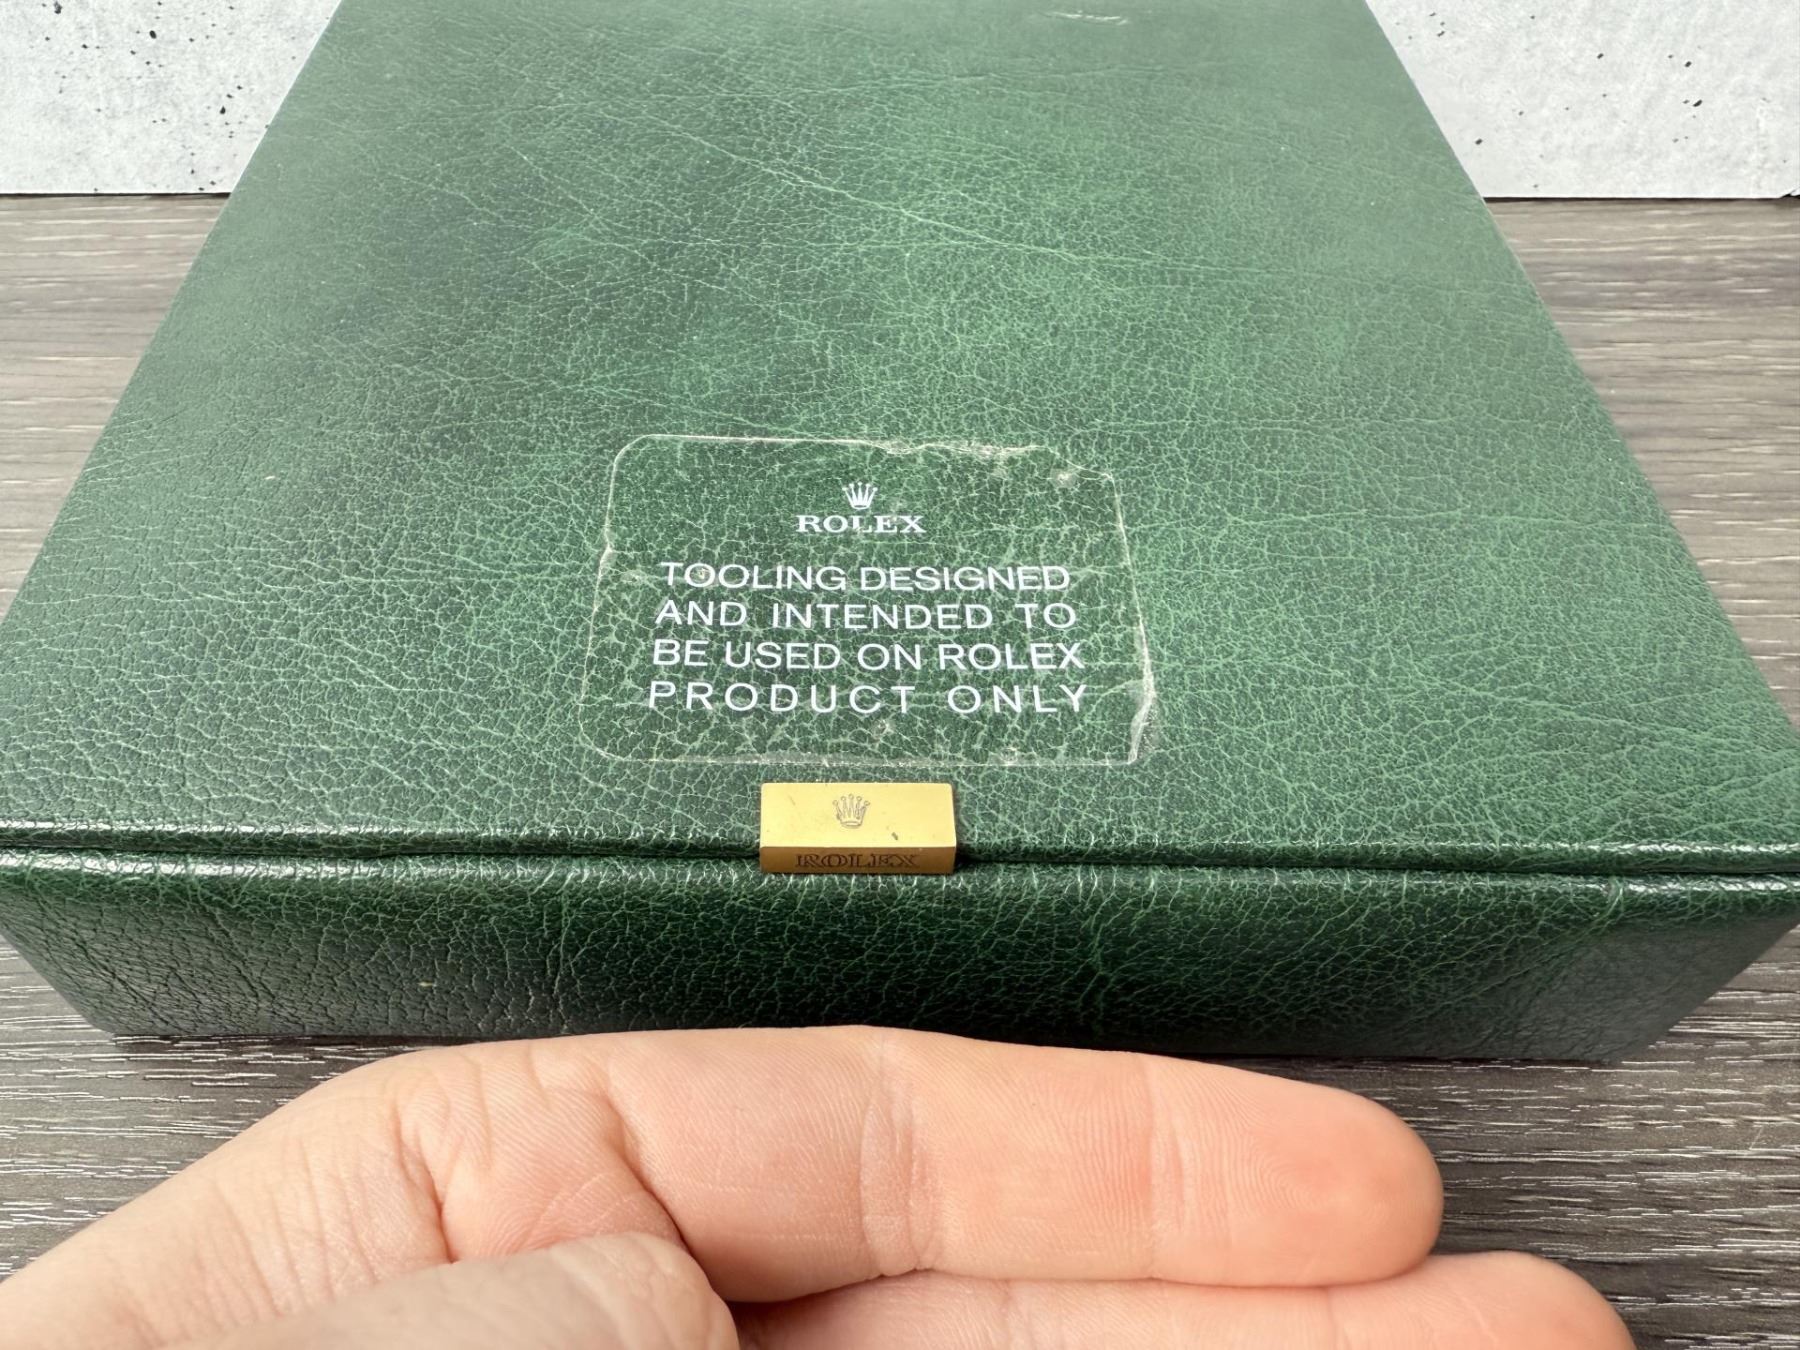 ROLEX
TOOLING DESIGNED
AND INTENDED TO
BE USED ON ROLEX
PRODUCT ONLY
ROLEX